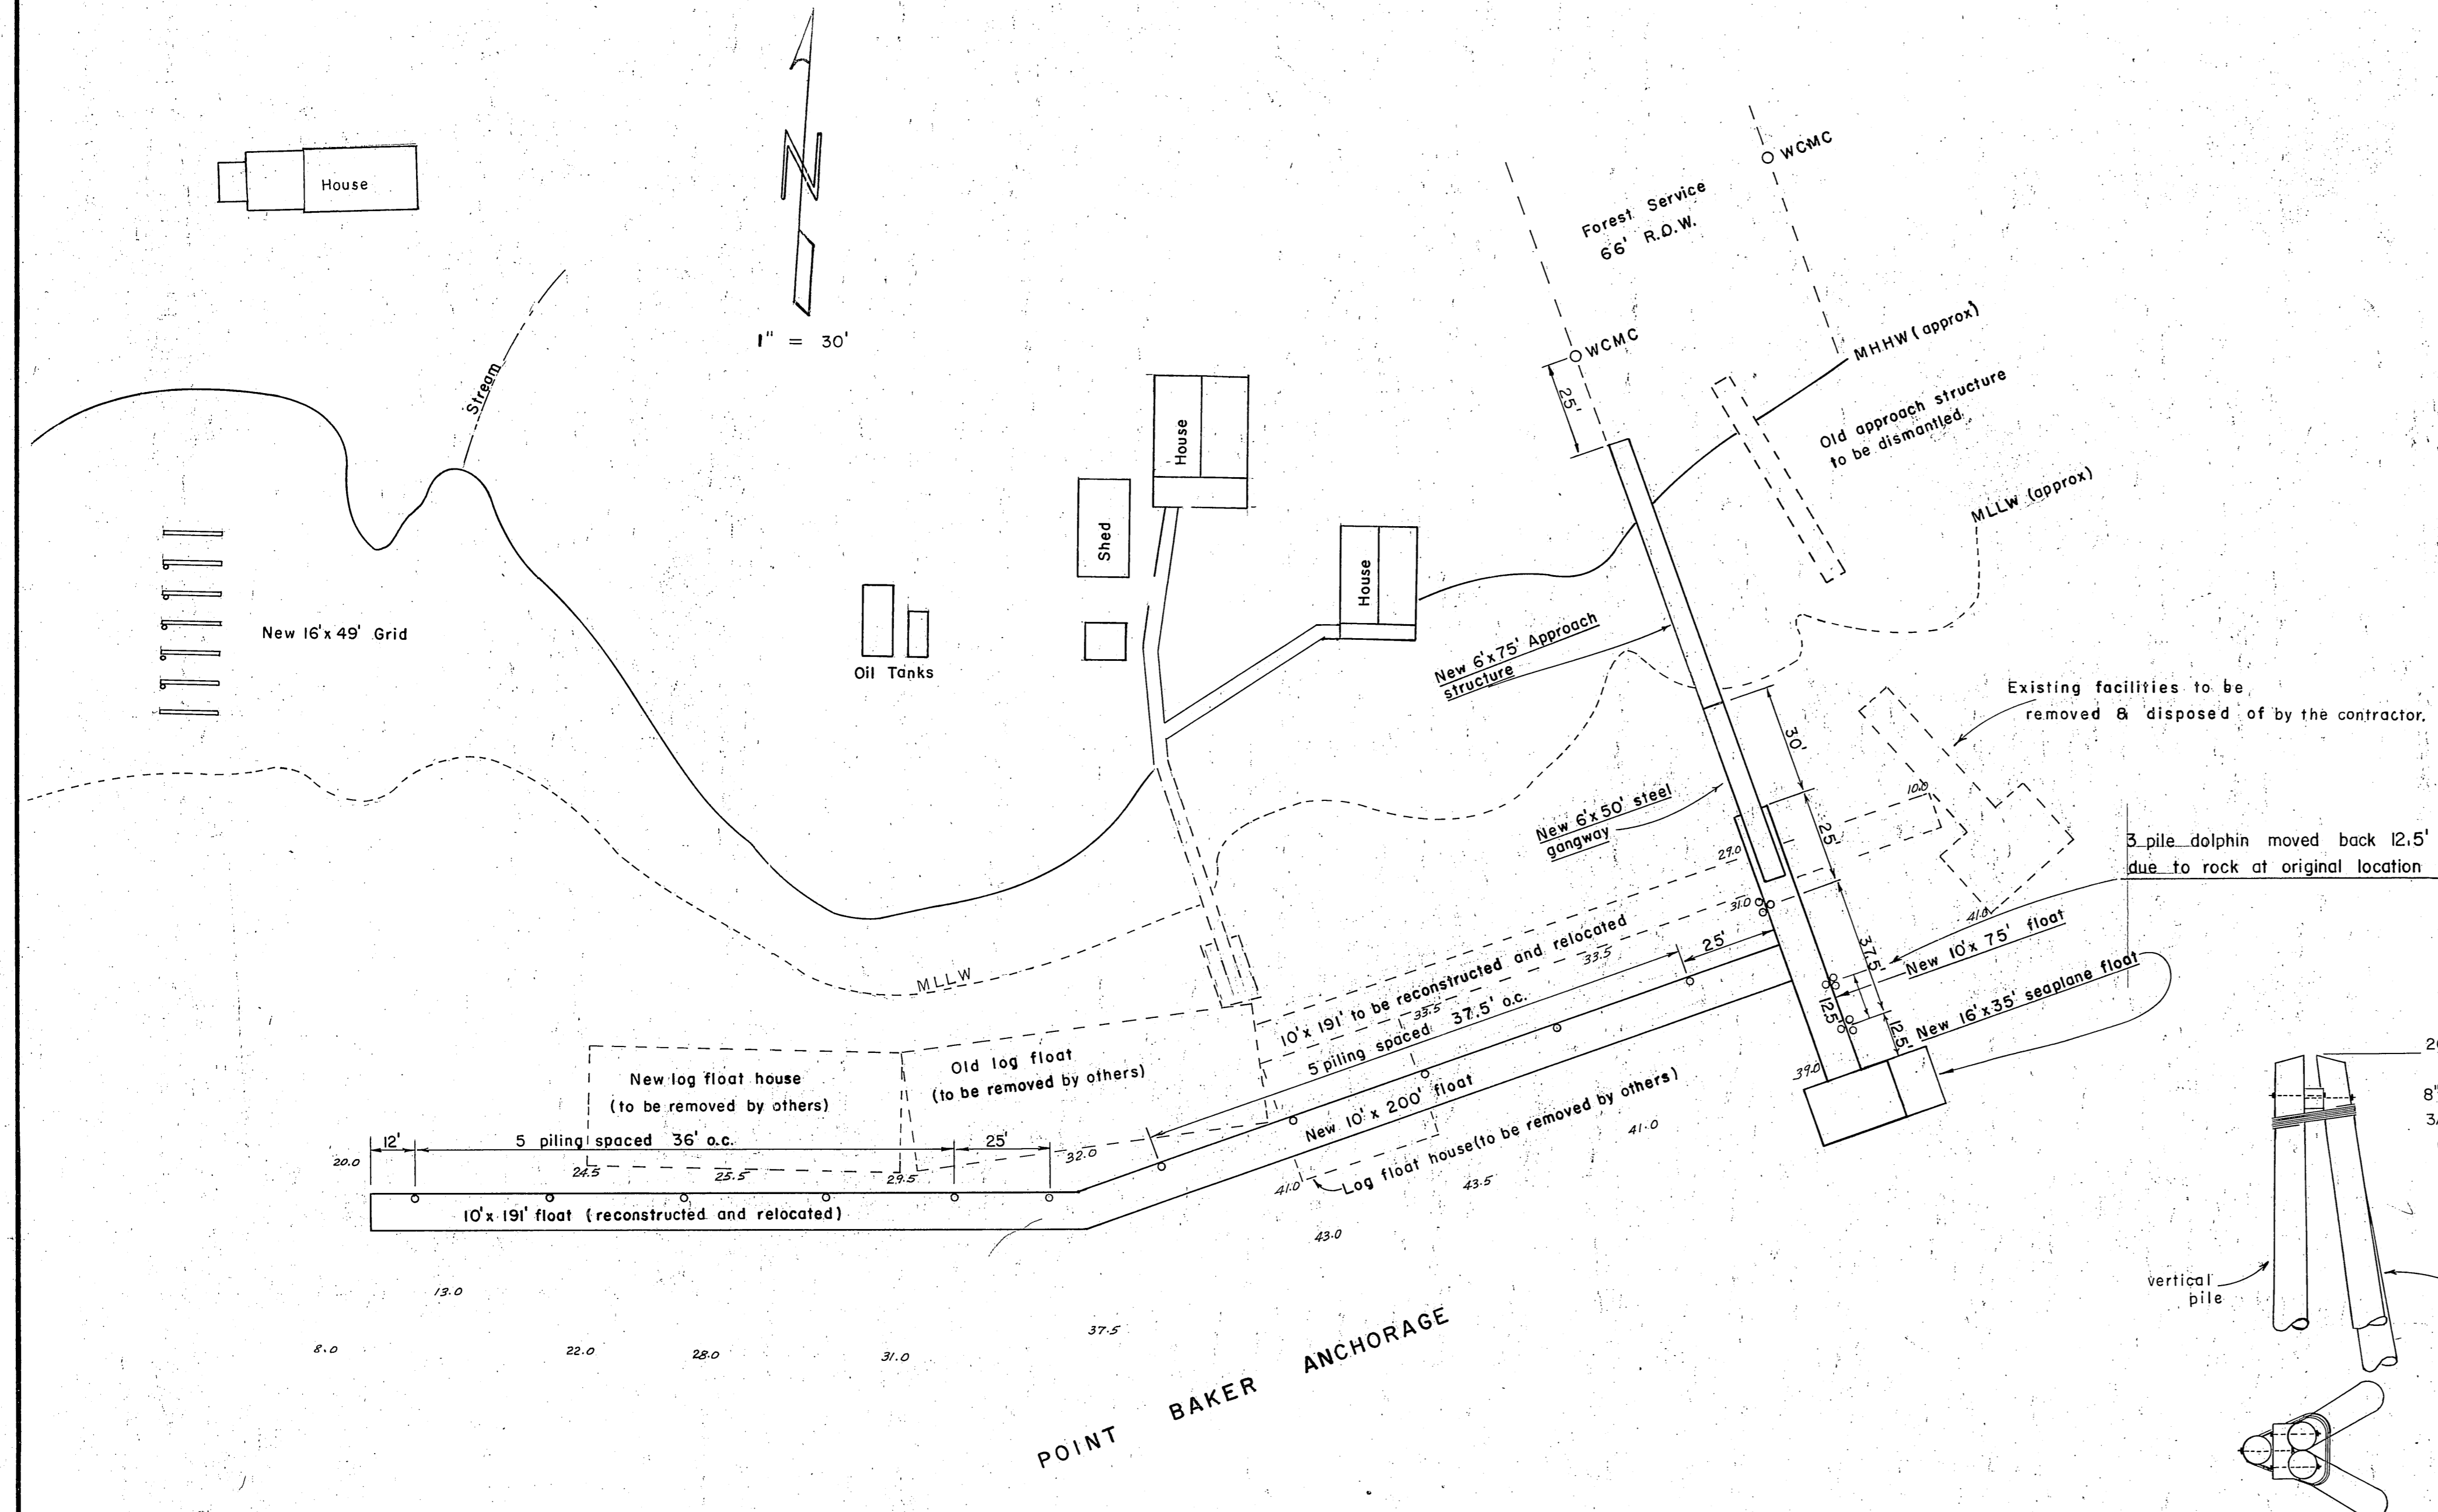 N
1" = 30'
House
Stream
WCMC
Forest Service
66' R.O.W.
WCMC
25'
MHHW (approx)
Old approach structure
to be dismantled
MLLW (approx)
House
Shed
House
New 16'x 49' Grid
Oil Tanks
New 6'x75' Approach
structure
Existing facilities to be
removed & disposed of by the contractor.
30'
New 6'x 50' steel
gangway
10.0
25'
29.0
3 pile dolphin moved back 12.5'
due to rock at original location
31.0
41.0
37.5'
New 10'x 75' float
12.5'
12.5'
New 16'x35' seaplane float
39.0
MLLW
10'x 191' to be reconstructed and relocated
33.5
33.5
25'
5 piling spaced 37.5' o.c.
New log float house
(to be removed by others)
Old log float
(to be removed by others)
New 10'x 200' float
Log float house(to be removed by others)
41.0
41.0
43.5
43.0
12'
5 piling spaced 36' o.c.
25'
20.0
24.5
25.5
29.5
32.0
10'x 191' float (reconstructed and relocated)
13.0
8.0
22.0
28.0
31.0
37.5
POINT BAKER ANCHORAGE
vertical
pile
8"